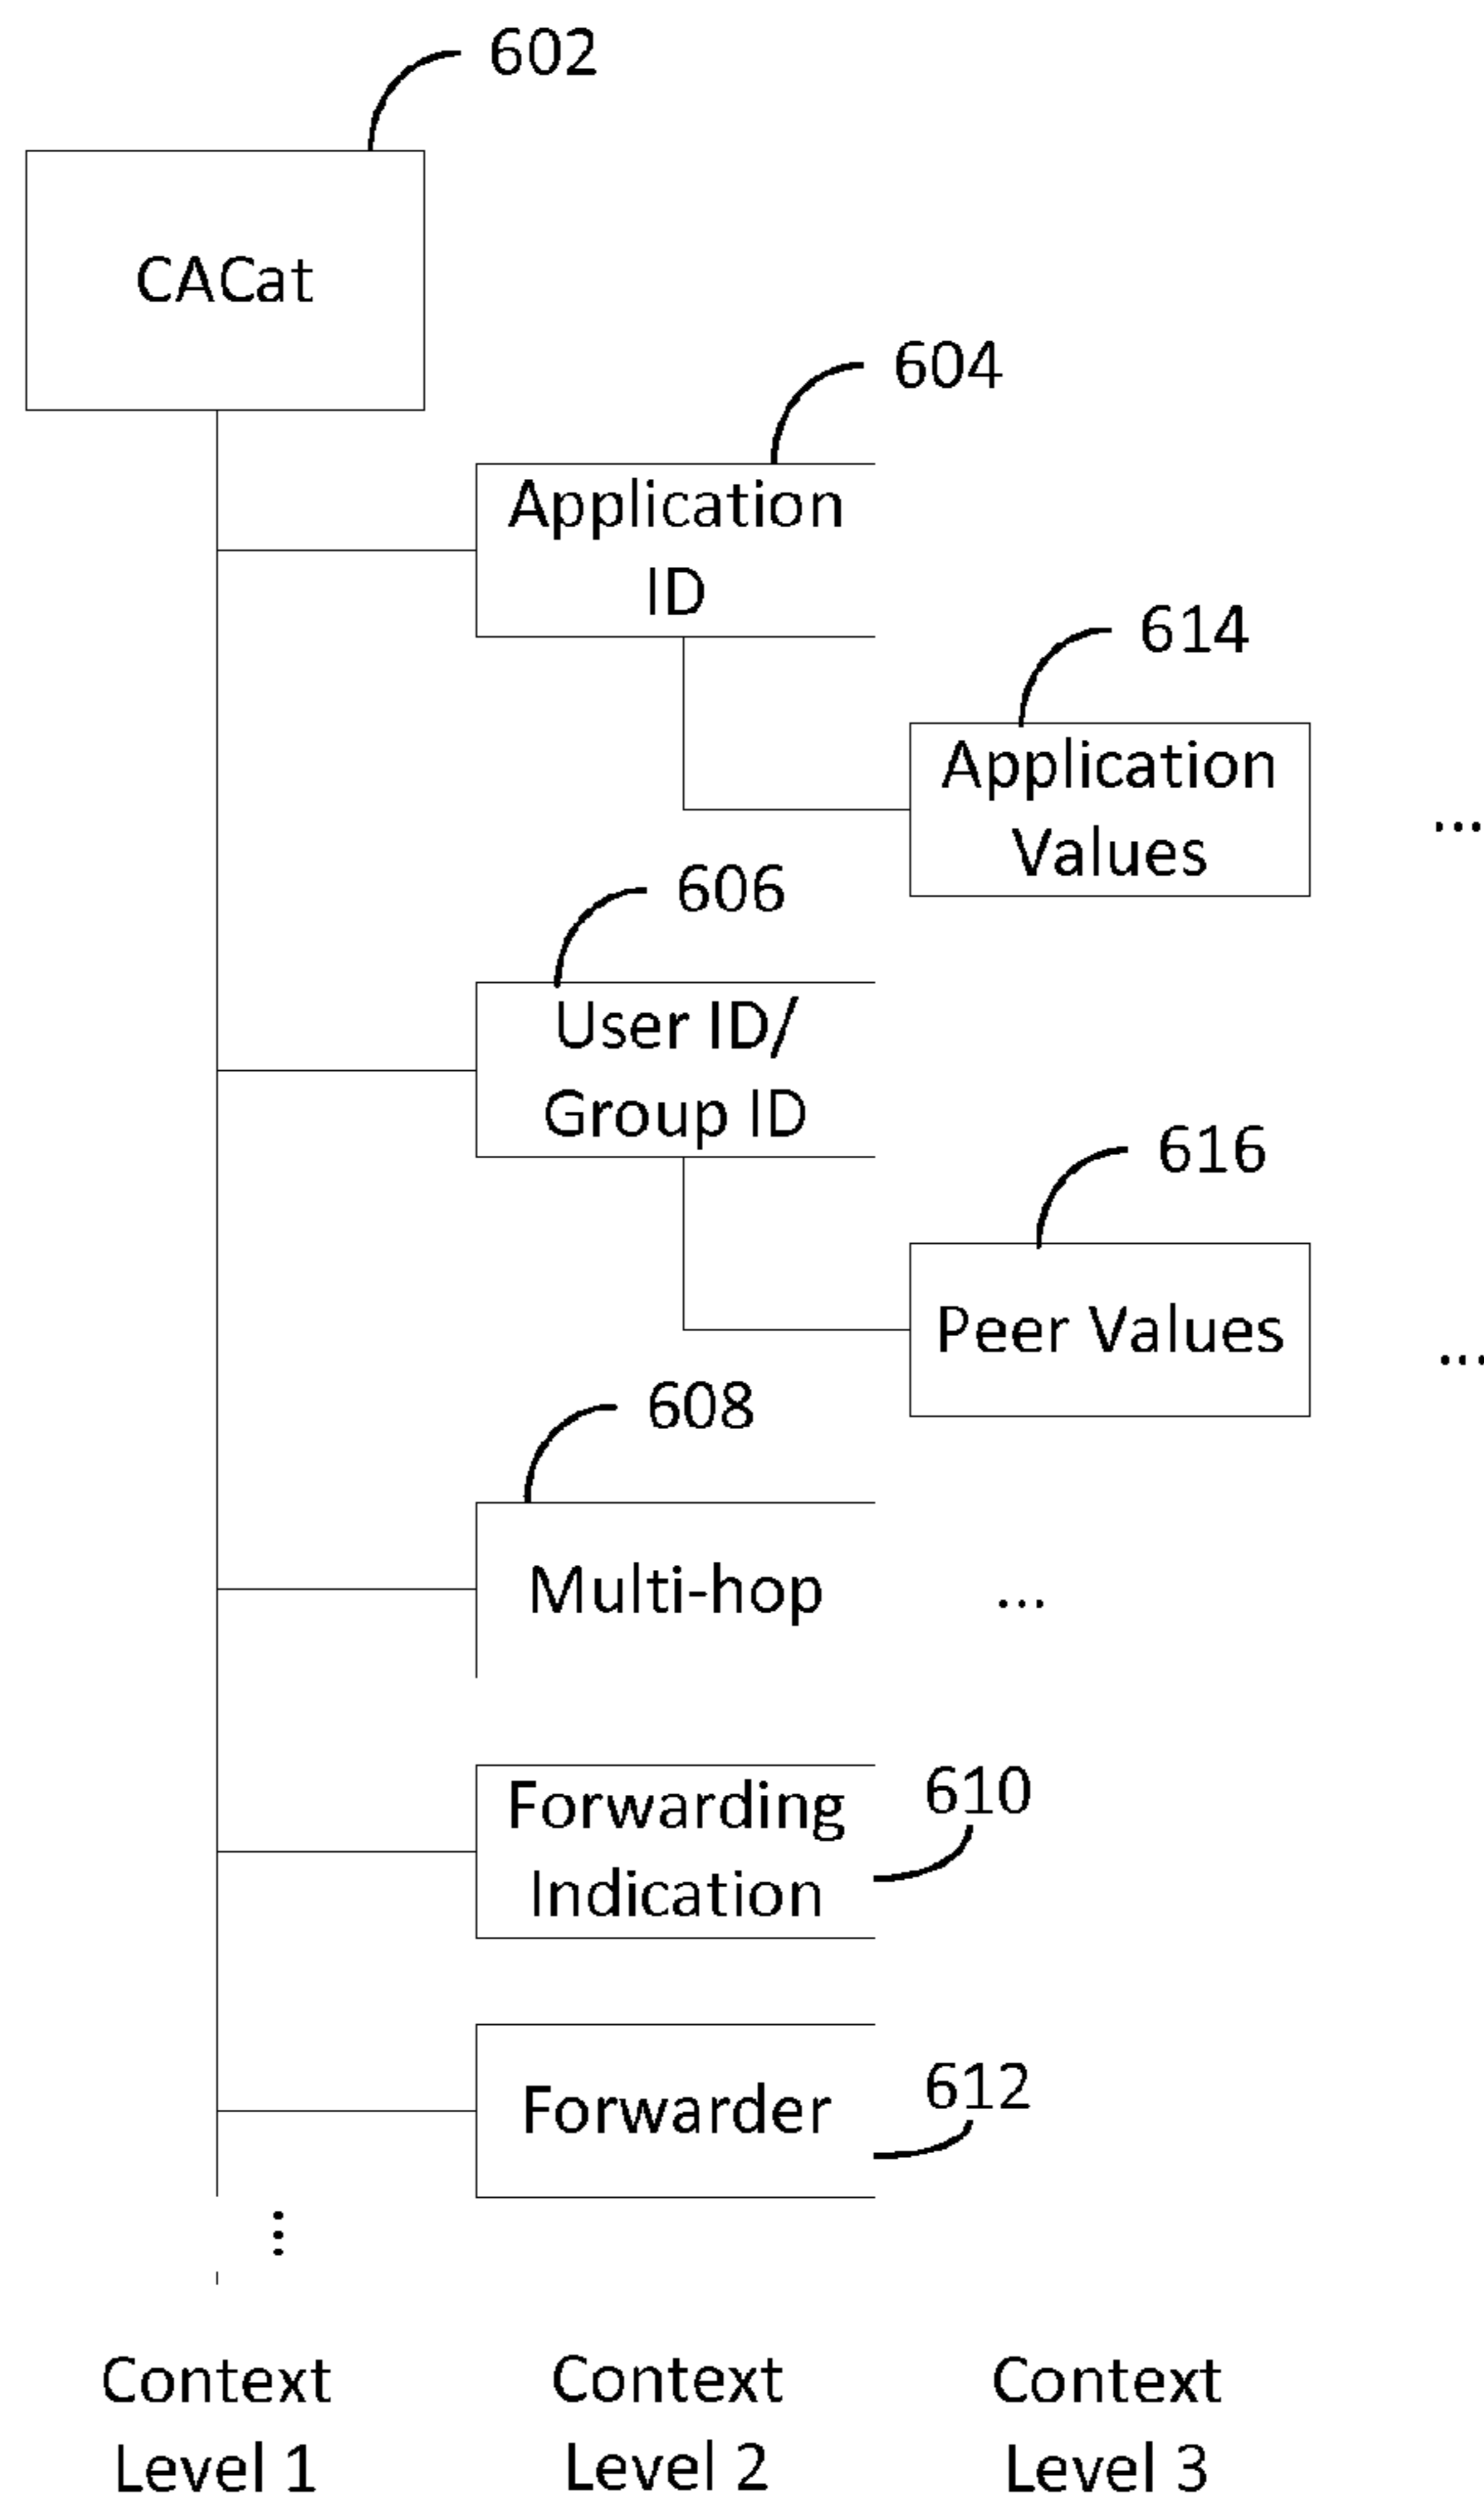 602
CACat
604
Application
ID
614
Application
Values
...
606
User ID/
Group ID
616
Peer Values
...
608
Multi-hop
...
Forwarding
Indication
610
Forwarder
612
...
Context
Level 1
Context
Level 2
Context
Level 3